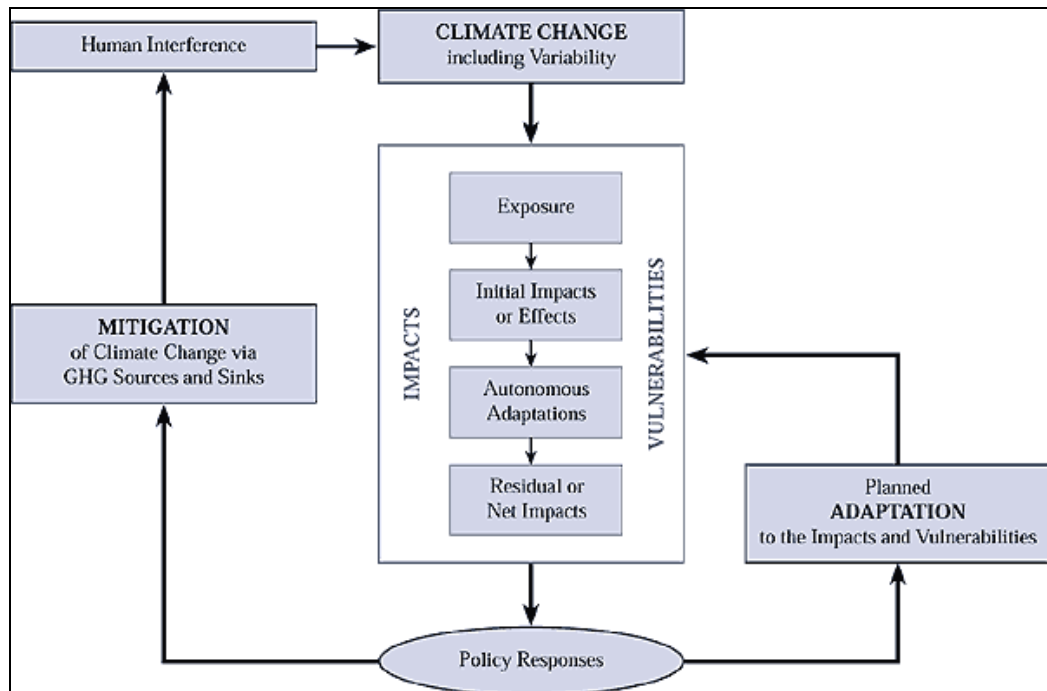 Human Interference
CLIMATE CHANGE
including Variability
Exposure
Initial Impacts
or Effects
Autonomous
Adaptations
Residual or
Net Impacts
IMPACTS
VULNERABILITIES
MITIGATION
of Climate Change via
GHG Sources and Sinks
Planned
ADAPTATION
to the Impacts and Vulnerabilities
Policy Responses